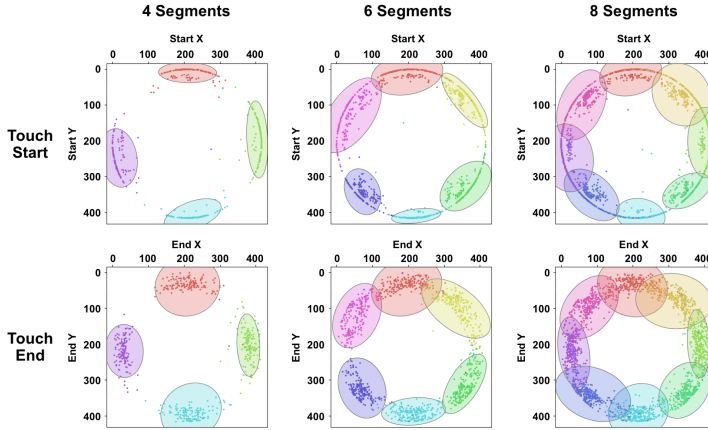 4 Segments 6 Segments 8 Segments
Start X Start X Start X
0 100 200 300 400 0 100 200 300 400 0 100 200 300 400
Touch Start
Start Y Start Y Start Y
0 0 0
100 100 100
200 200 200
300 300 300
400 400 400
End X End X End X
0 100 200 300 400 0 100 200 300 400 0 100 200 300 400
Touch End
End Y End Y End Y
0 0 0
100 100 100
200 200 200
300 300 300
400 400 400